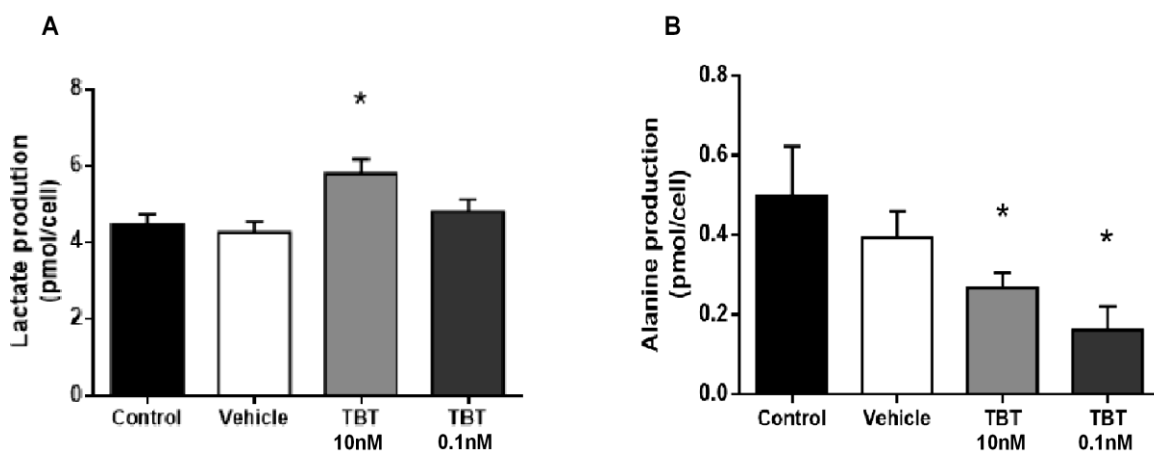 A
Lactate prodution
(pmol/cell)
8
6
4
2
0
*
Control
Vehicle
TBT
10nM
TBT
0.1nM
B
Alanine production
(pmol/cell)
0.8
0.6
0.4
0.2
0.0
*
*
Control
Vehicle
TBT
10nM
TBT
0.1nM